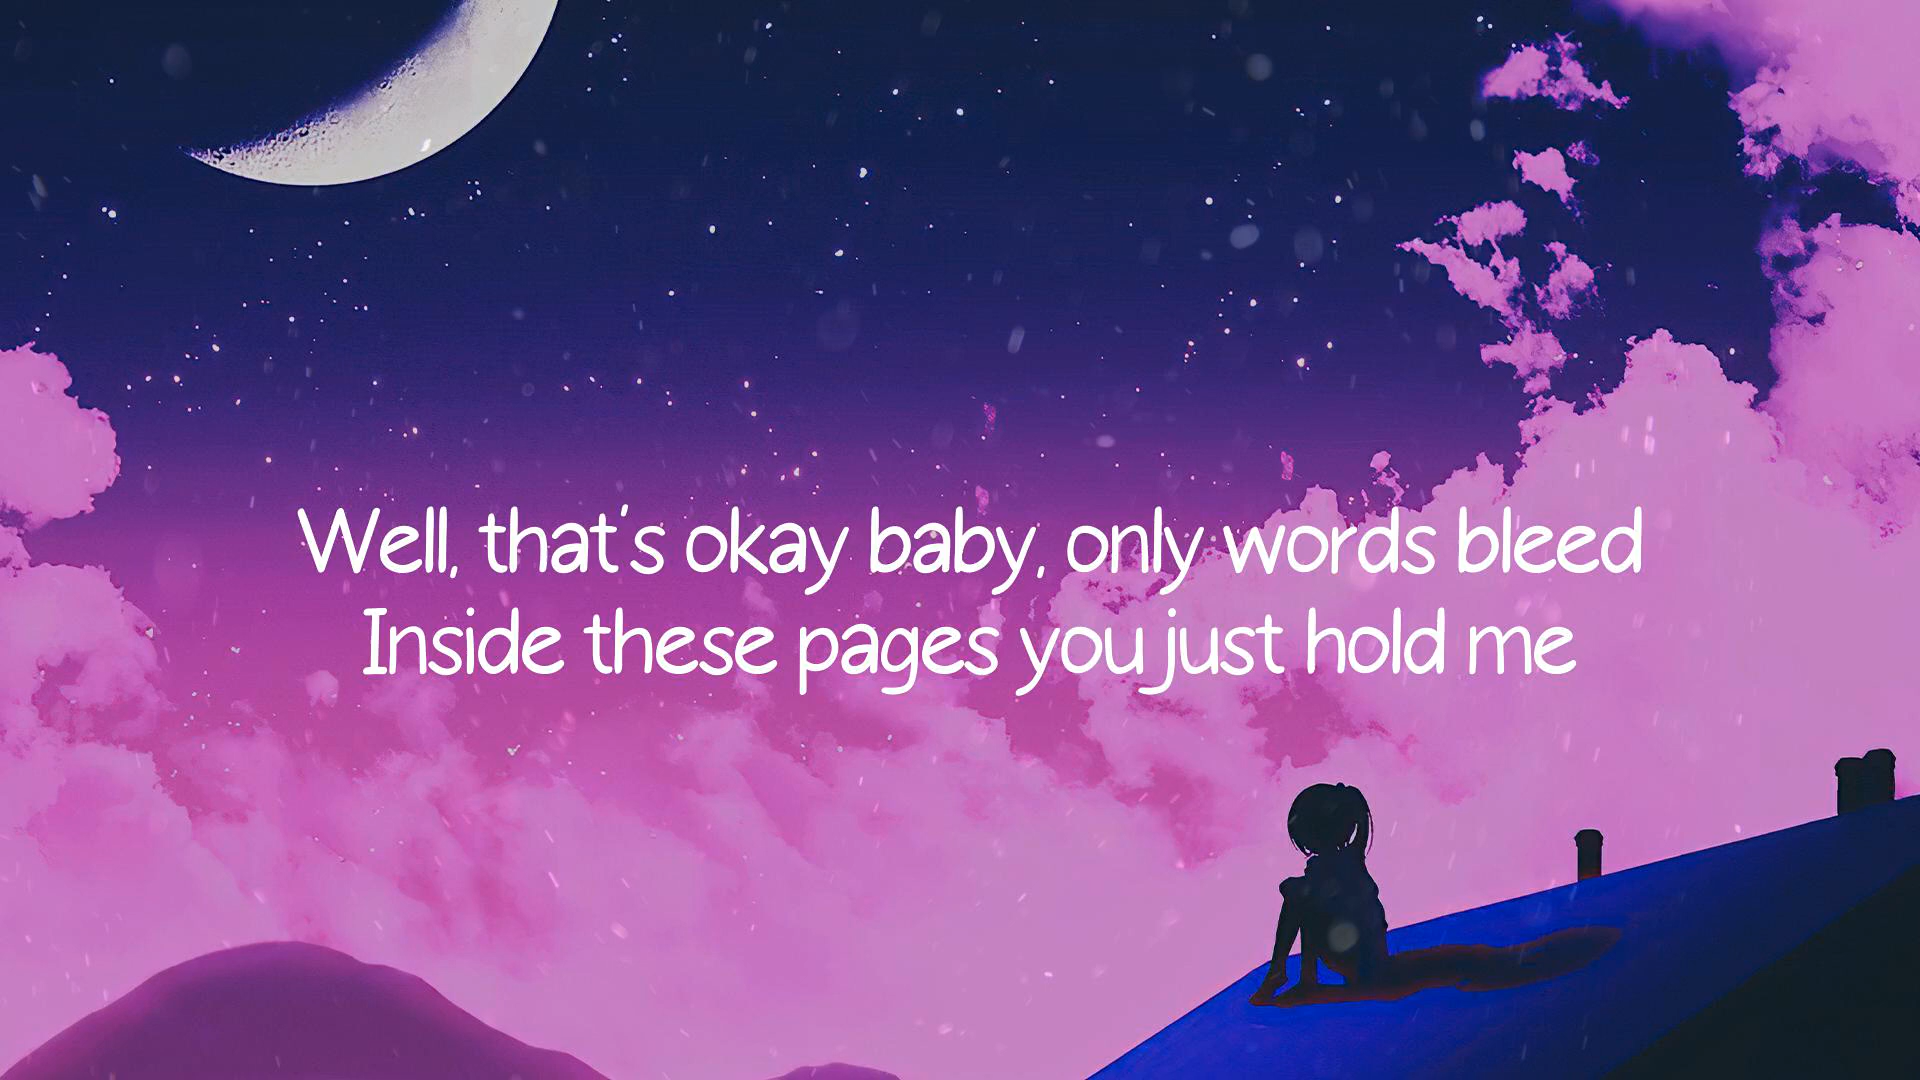 Well, that's okay baby, only words bleed
Inside these pages you just hold me